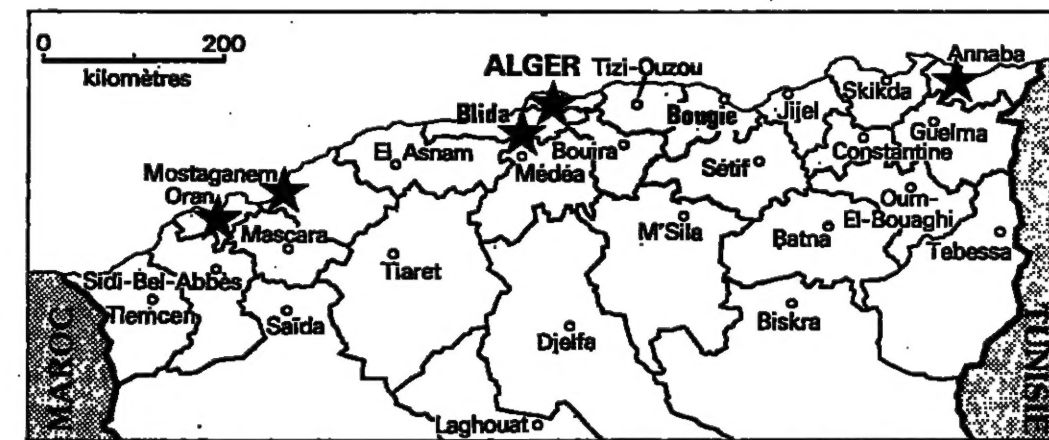 0 200
kilomètres
Annaba
ALGER
Tizi-Ouzou
Skikda
Blida
Bougie
Jijel
Guelma
El Asnam
Bouira
Constantine
Médéa
Sétif
Mostaganem
Oran
Oum-
El-Bouaghi
Mascara
M'Sila
Batna
Tebessa
Tiaret
Sidi-Bel-Abbès
Tlemcen
Saïda
Biskra
Djelfa
MAROC
TUNISIE
Laghouat